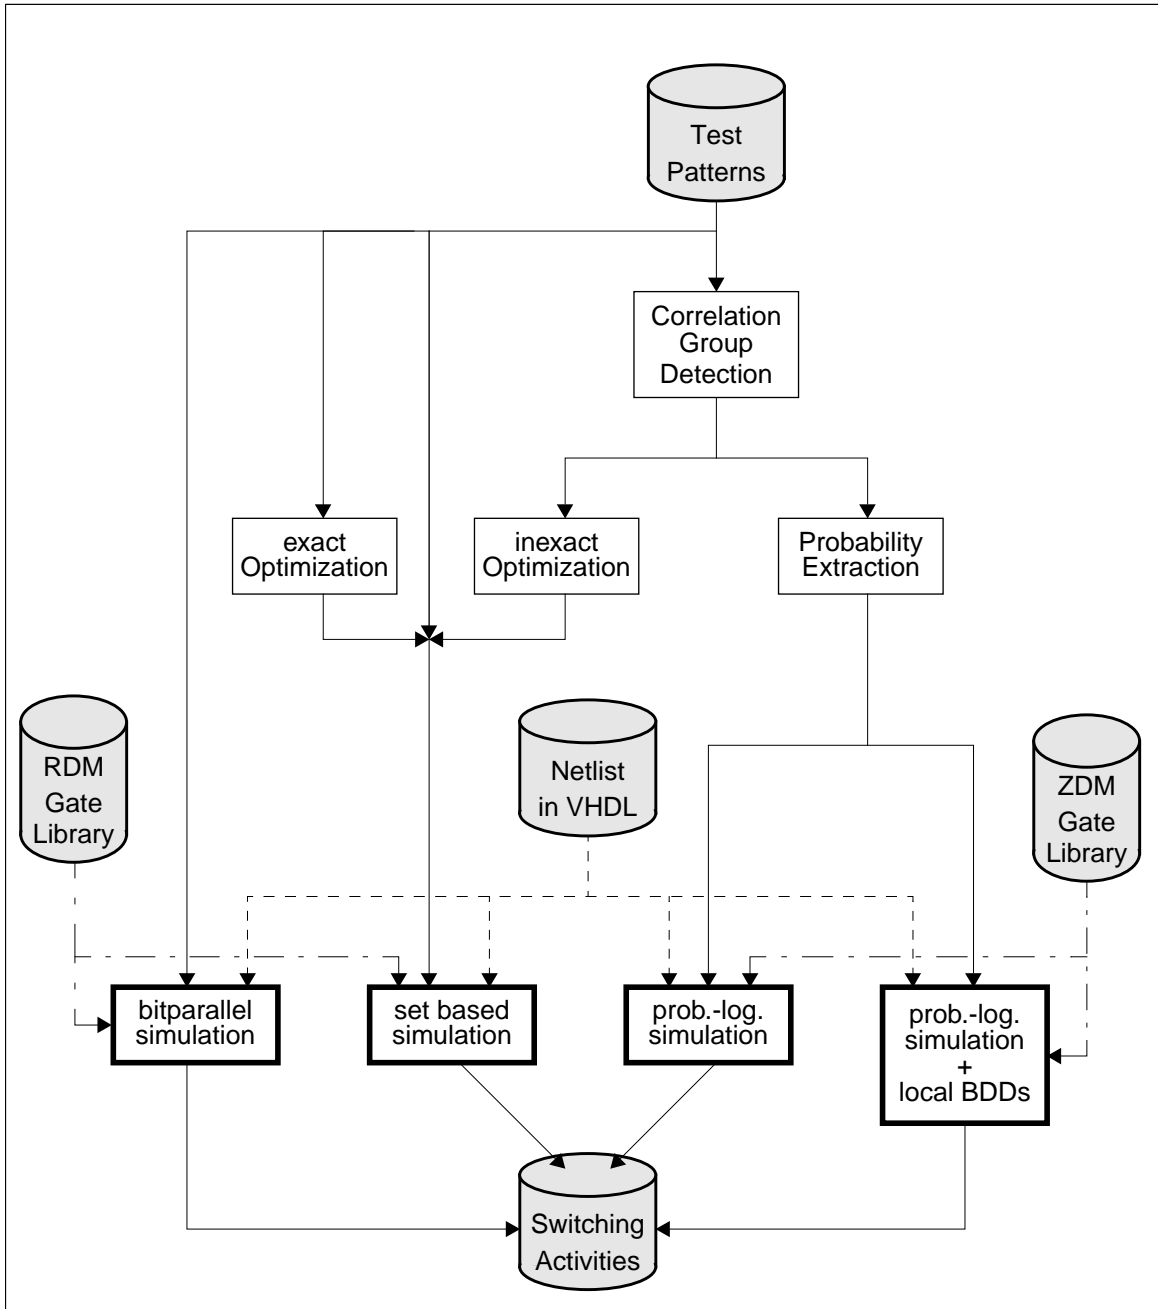 Test
Patterns
Correlation
Group
Detection
exact
Optimization
inexact
Optimization
Probability
Extraction
RDM
Gate
Library
Netlist
in VHDL
ZDM
Gate
Library
bitparallel
simulation
set based
simulation
prob.-log.
simulation
prob.-log.
simulation
+
local BDDs
Switching
Activities